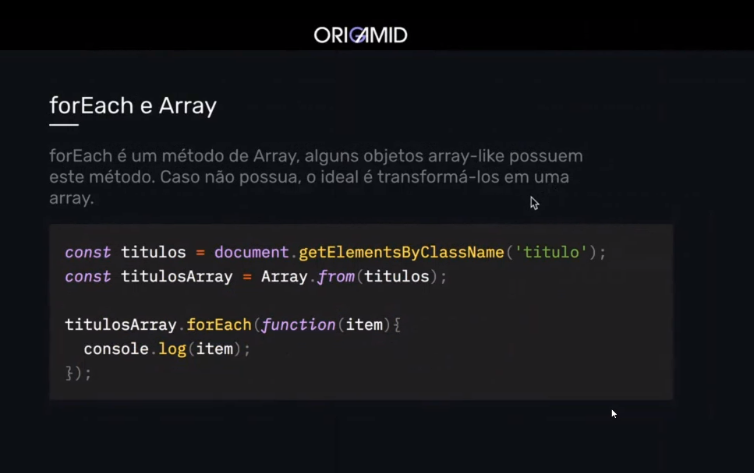 ORIGAMID
forEach e Array
forEach é um método de Array, alguns objetos array-like possuem
este método. Caso não possua, o ideal é transformá-los em uma
array.
const titulos = document.getElementsByClassName('titulo');
const titulosArray = Array.from(titulos);
titulosArray.forEach(function(item){
console.log(item);
});